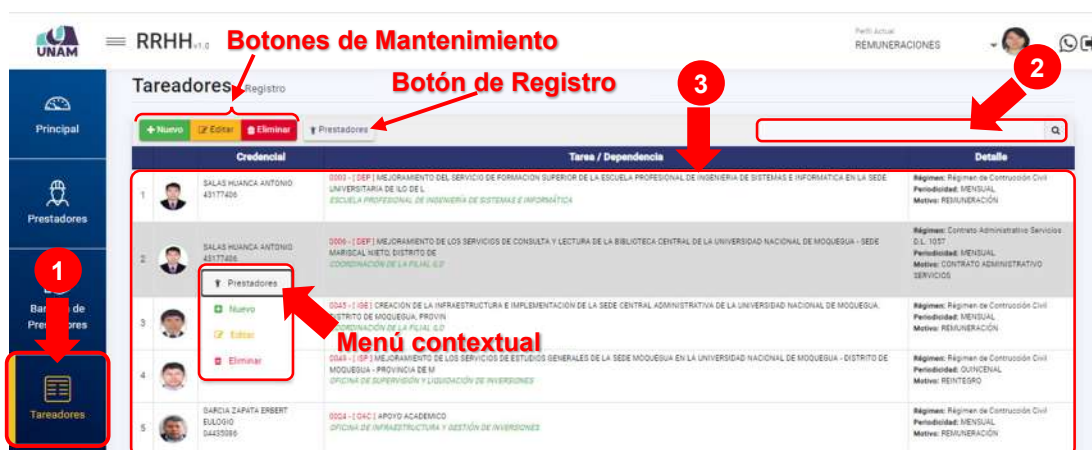 UNAM
RRHH v1.0
Botones de Mantenimiento
Perfil Actual
REMUNERACIONES
2
Tareadores Registro
Botón de Registro
3
Principal
Nuevo Editar Eliminar Prestadores
Credencial Tarea / Dependencia Detalle
1
SALAS HUANCA ANTONIO
43177406
0003 - [ DEP ] MEJORAMIENTO DEL SERVICIO DE FORMACION SUPERIOR DE LA ESCUELA PROFESIONAL DE INGENIERIA DE SISTEMAS E INFORMATICA EN LA SEDE
UNIVERSITARIA DE ILO DE L
ESCUELA PROFESIONAL DE INGENIERÍA DE SISTEMAS E INFORMÁTICA
Régimen: Régimen de Contrucción Civil
Periodicidad: MENSUAL
Motivo: REMUNERACIÓN
Prestadores
2
SALAS HUANCA ANTONIO
43177406
0006 - [ DEP ] MEJORAMIENTO DE LOS SERVICIOS DE CONSULTA Y LECTURA DE LA BIBLIOTECA CENTRAL DE LA UNIVERSIDAD NACIONAL DE MOQUEGUA - SEDE
MARISCAL NIETO, DISTRITO DE
COORDINACIÓN DE LA FILIAL ILO
Régimen: Contrato Administrativo Servicios
D.L. 1057
Periodicidad: MENSUAL
Motivo: CONTRATO ADMINISTRATIVO
SERVICIOS
1
Prestadores
Nuevo
Editar
Eliminar
Menú contextual
de
3
0045 - [ IGE ] CREACIÓN DE LA INFRAESTRUCTURA E IMPLEMENTACION DE LA SEDE CENTRAL ADMINISTRATIVA DE LA UNIVERSIDAD NACIONAL DE MOQUEGUA,
DISTRITO DE MOQUEGUA, PROVIN
COORDINACIÓN DE LA FILIAL ILO
Régimen: Régimen de Contrucción Civil
Periodicidad: MENSUAL
Motivo: REMUNERACIÓN
4
0049 - [ ISP ] MEJORAMIENTO DE LOS SERVICIOS DE ESTUDIOS GENERALES DE LA SEDE MOQUEGUA EN LA UNIVERSIDAD NACIONAL DE MOQUEGUA - DISTRITO DE
MOQUEGUA - PROVINCIA DE M
OFICINA DE SUPERVISIÓN Y LIQUIDACIÓN DE INVERSIONES
Régimen: Régimen de Contrucción Civil
Periodicidad: QUINCENAL
Motivo: REINTEGRO
Tareadores
5
GARCIA ZAPATA ERBERT
EULOGIO
04435086
0024 - [ OAC ] APOYO ACADEMICO
OFICINA DE INFRAESTRUCTURA Y GESTIÓN DE INVERSIONES
Régimen: Régimen de Contrucción Civil
Periodicidad: MENSUAL
Motivo: REMUNERACIÓN